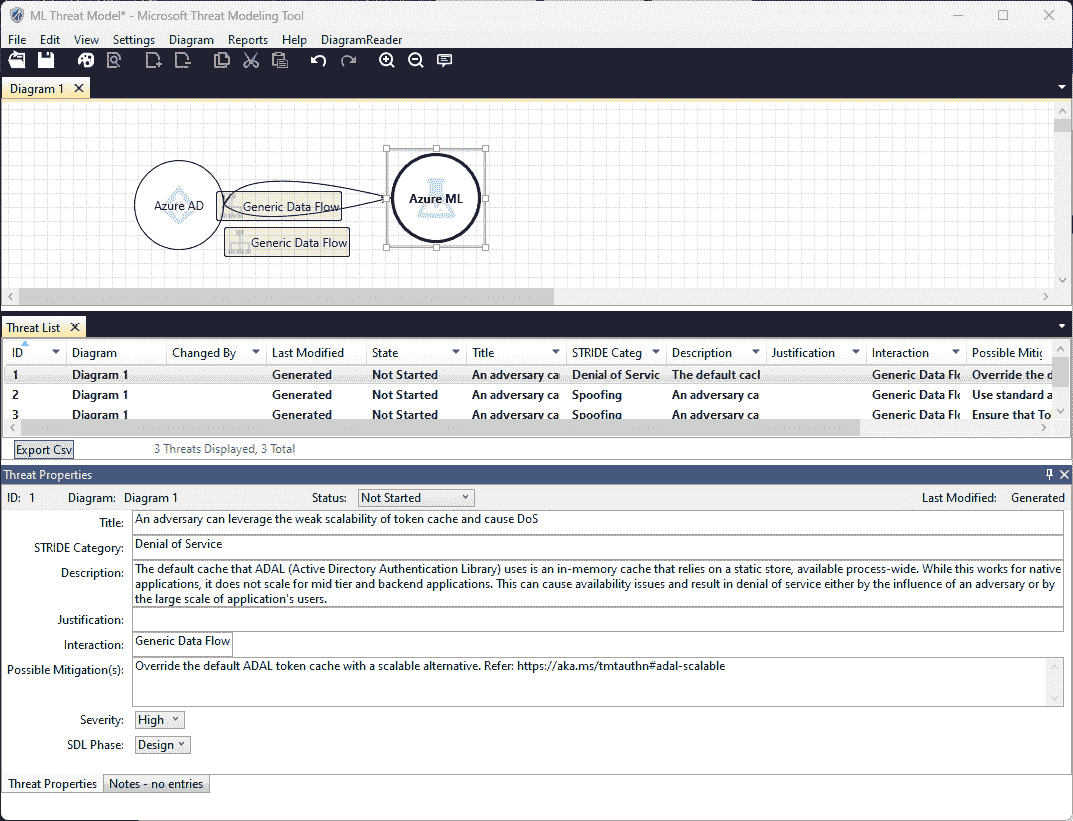 ML Threat Model* - Microsoft Threat Modeling Tool
File Edit View Settings Diagram Reports Help DiagramReader
Diagram 1
Azure AD
Generic Data Flow
Azure ML
Generic Data Flow
Threat List
ID Diagram Changed By Last Modified State Title STRIDE Categ Description Justification Interaction Possible Mitig
1 Diagram 1 Generated Not Started An adversary ca Denial of Servic The default cacl Generic Data Flo Override the d
2 Diagram 1 Generated Not Started An adversary ca Spoofing An adversary ca Generic Data Flo Use standard a
3 Diagram 1 Generated Not Started An adversary ca Spoofing An adversary ca Generic Data Flo Ensure that To
Export Csv 3 Threats Displayed, 3 Total
Threat Properties
ID: 1 Diagram: Diagram 1 Status: Not Started Last Modified: Generated
Title: An adversary can leverage the weak scalability of token cache and cause DoS
STRIDE Category: Denial of Service
Description: The default cache that ADAL (Active Directory Authentication Library) uses is an in-memory cache that relies on a static store, available process-wide. While this works for native
applications, it does not scale for mid tier and backend applications. This can cause availability issues and result in denial of service either by the influence of an adversary or by
the large scale of application's users.
Justification:
Interaction: Generic Data Flow
Possible Mitigation(s): Override the default ADAL token cache with a scalable alternative. Refer: https://aka.ms/tmtauthn#adal-scalable
Severity: High
SDL Phase: Design
Threat Properties Notes - no entries